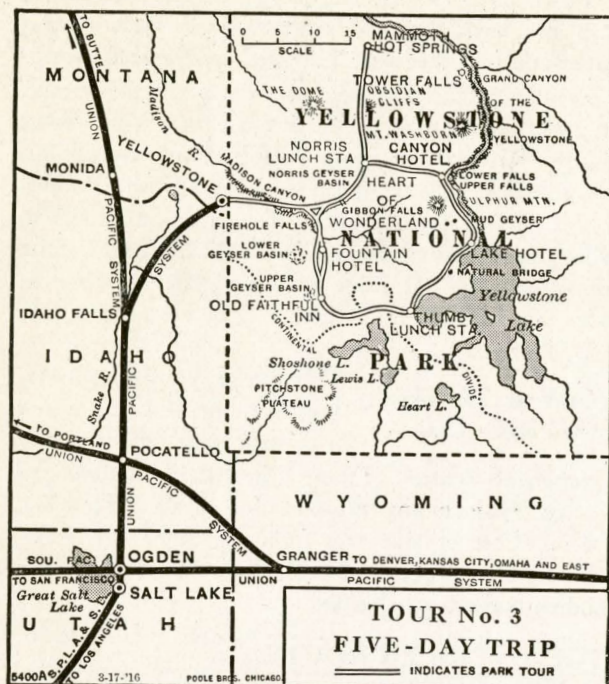 TO BUTTE
MONTANA
0 5 10 15
SCALE
MAMMOTH
HOT SPRINGS
TOWER FALLS
GRAND CANYON
OF THE
YELLOWSTONE
THE DOME
OBSIDIAN
CLIFFS
YELLOWSTONE
MT. WASHBORN
UNION
Madison R.
MONIDA
YELLOWSTONE
MADISON CANYON
NORRIS
LUNCH STA.
NORRIS GEYSER
BASIN
CANYON
HOTEL
LOWER FALLS
UPPER FALLS
SULPHUR MTN.
HEART
OF
WONDERLAND
GIBBON FALLS
MUD GEYSER
FIREHOLE FALLS
NATIONAL
LOWER
GEYSER BASIN
FOUNTAIN
HOTEL
LAKE HOTEL
NATURAL BRIDGE
PACIFIC
SYSTEM
SYSTEM
UPPER
GEYSER BASIN
OLD FAITHFUL
INN
Yellowstone
Lake
IDAHO FALLS
THUMB
LUNCH STA.
CONTINENTAL
DIVIDE
IDAHO
PACIFIC
Shoshone L.
Lewis L.
PARK
PITCHSTONE
PLATEAU
Heart L.
Snake R.
TO PORTLAND
UNION
POCATELLO
PACIFIC
SYSTEM
UNION
WYOMING
SOU. PAC.
OGDEN
GRANGER TO DENVER, KANSAS CITY, OMAHA AND EAST
TO SAN FRANCISCO
UNION PACIFIC SYSTEM
Great Salt
Lake
SALT LAKE
UTAH
S. P. L. A. & S. L.
TO LOS ANGELES
TOUR No. 3
FIVE-DAY TRIP
INDICATES PARK TOUR
5400A
3-17-'16
POOLE BROS. CHICAGO.